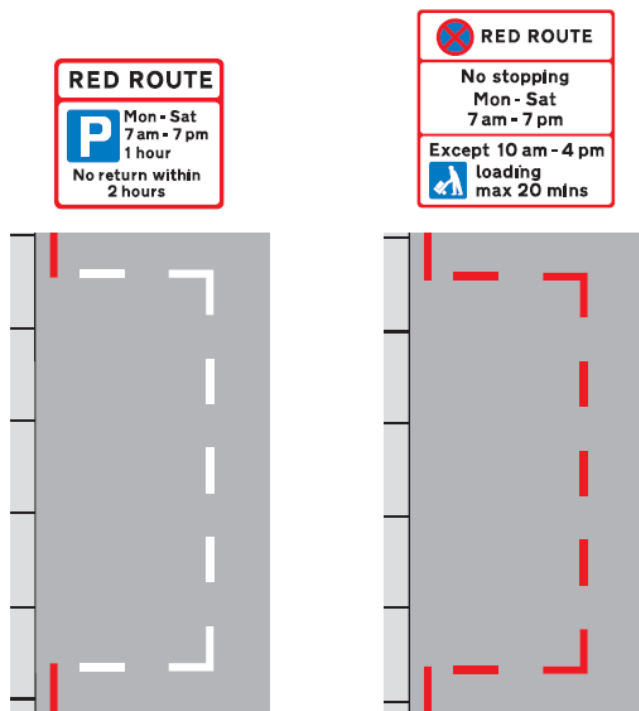 RED ROUTE
P
Mon - Sat
7 am - 7 pm
1 hour
No return within
2 hours
RED ROUTE
No stopping
Mon - Sat
7 am - 7 pm
Except 10 am - 4 pm
loading
max 20 mins